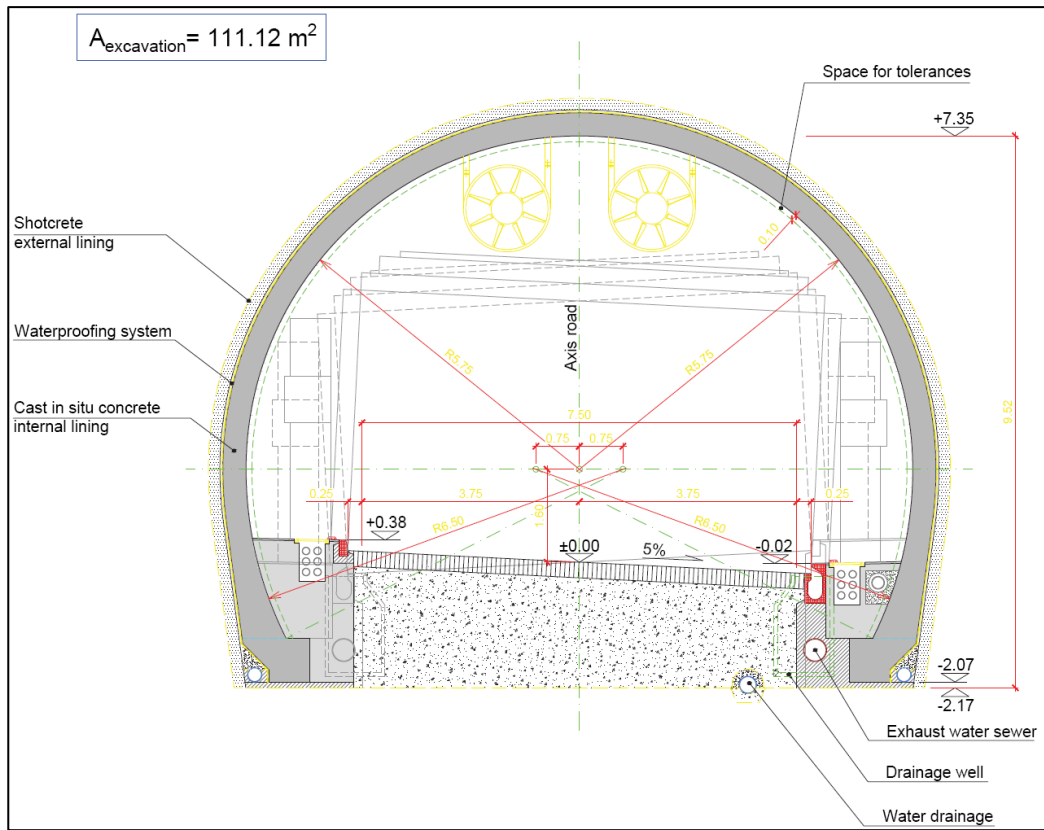 A excavation= 111.12 m2
Space for tolerances
+7.35
Shotcrete
external lining
0.10
Waterproofing system
Axis road
R5.75
R5.75
Cast in situ concrete
internal lining
7.50
9.52
0.75
0.75
0.25
3.75
3.75
0.25
R6.50
1.60
R6.50
+0.38
±0.00
5%
-0.02
-2.07
-2.17
Exhaust water sewer
Drainage well
Water drainage